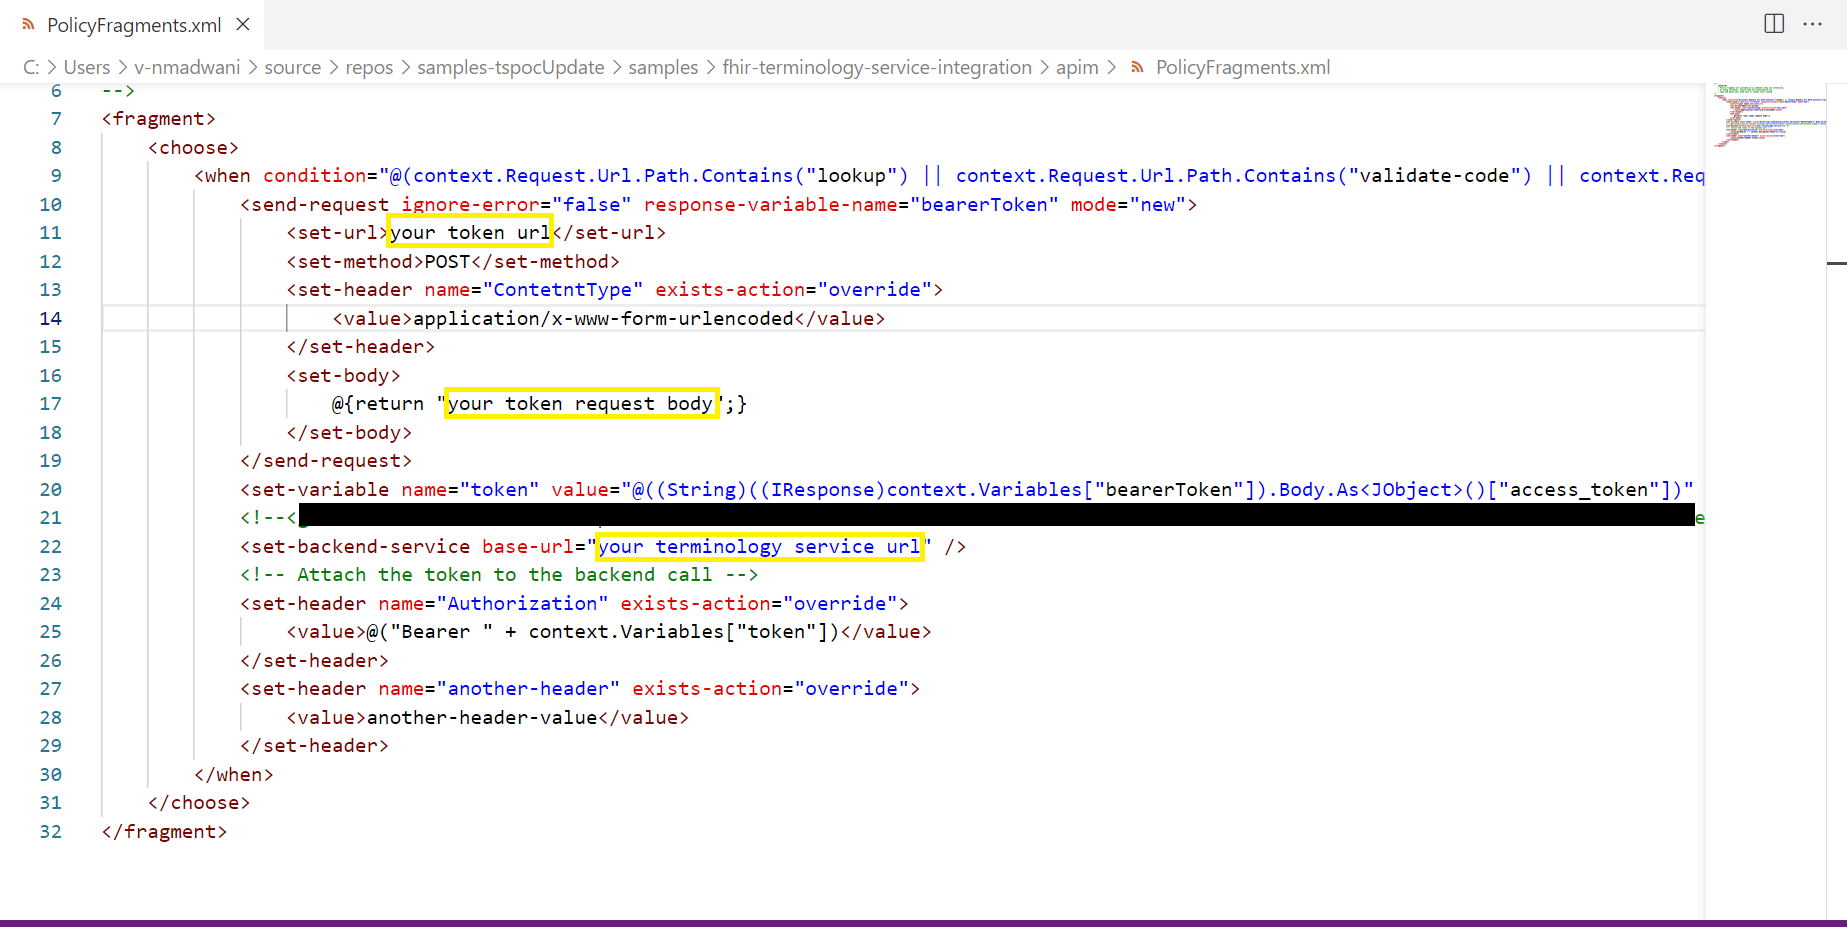 PolicyFragments.xml
C: > Users > v-nmadwani > source > repos > samples-tspocUpdate > samples > fhir-terminology-service-integration > apim > PolicyFragments.xml
6 -->
7 <fragment>
8 <choose>
9 <when condition="@(context.Request.Url.Path.Contains("lookup") || context.Request.Url.Path.Contains("validate-code") || context.Req
10 <send-request ignore-error="false" response-variable-name="bearerToken" mode="new">
11 <set-url>your token url</set-url>
12 <set-method>POST</set-method>
13 <set-header name="ContetntType" exists-action="override">
14 <value>application/x-www-form-urlencoded</value>
15 </set-header>
16 <set-body>
17 @{return "your token request body";}
18 </set-body>
19 </send-request>
20 <set-variable name="token" value="@((String)((IResponse)context.Variables["bearerToken"]).Body.As<JObject>()["access_token"])"
21 <!--<
22 <set-backend-service base-url="your terminology service url" />
23 <!-- Attach the token to the backend call -->
24 <set-header name="Authorization" exists-action="override">
25 <value>@("Bearer " + context.Variables["token"])</value>
26 </set-header>
27 <set-header name="another-header" exists-action="override">
28 <value>another-header-value</value>
29 </set-header>
30 </when>
31 </choose>
32 </fragment>